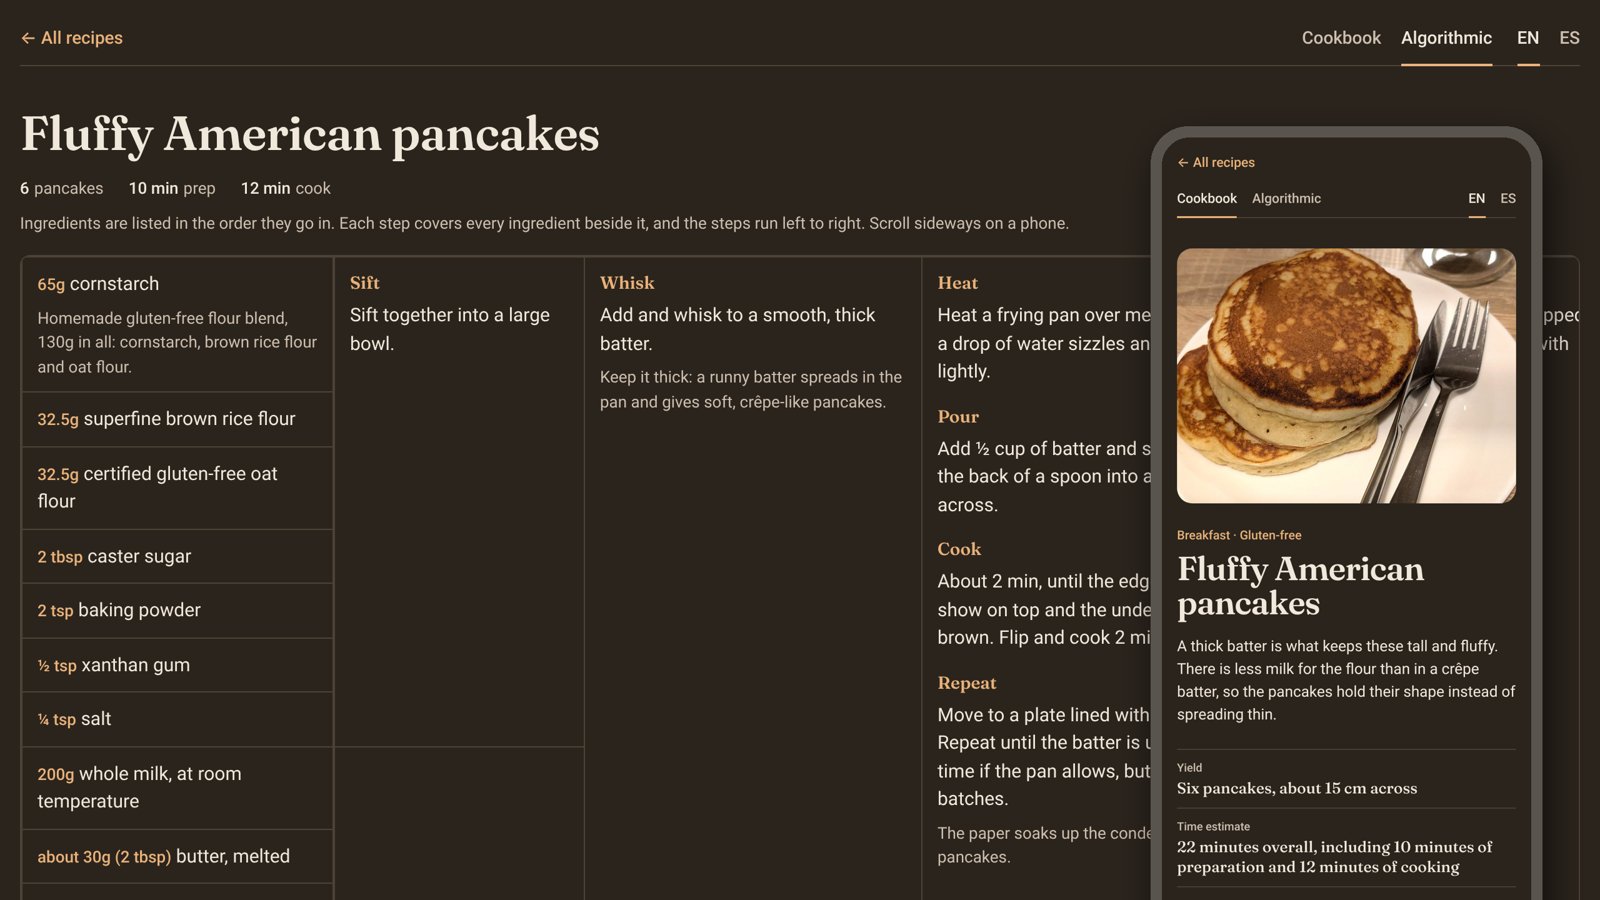 ← All recipes
Cookbook Algorithmic EN ES
Fluffy American pancakes
6 pancakes 10 min prep 12 min cook
Ingredients are listed in the order they go in. Each step covers every ingredient beside it, and the steps run left to right. Scroll sideways on a phone.
65g cornstarch
Homemade gluten-free flour blend,
130g in all: cornstarch, brown rice flour
and oat flour.
32.5g superfine brown rice flour
32.5g certified gluten-free oat
flour
2 tbsp caster sugar
2 tsp baking powder
½ tsp xanthan gum
¼ tsp salt
200g whole milk, at room
temperature
about 30g (2 tbsp) butter, melted
Sift
Sift together into a large
bowl.
Whisk
Add and whisk to a smooth, thick
batter.
Keep it thick: a runny batter spreads in the
pan and gives soft, crêpe-like pancakes.
Heat
Heat a frying pan over
a drop of water sizzles
lightly.
Pour
Add ½ cup of batter and
the back of a spoon into
across.
Cook
About 2 min, until the
show on top and the
brown. Flip and cook 2
Repeat
Move to a plate lined with
Repeat until the batter is
time if the pan allows, but
batches.
The paper soaks up the
pancakes.
with
← All recipes
Cookbook Algorithmic EN ES
Breakfast · Gluten-free
Fluffy American
pancakes
A thick batter is what keeps these tall and fluffy.
There is less milk for the flour than in a crêpe
batter, so the pancakes hold their shape instead of
spreading thin.
Yield
Six pancakes, about 15 cm across
Time estimate
22 minutes overall, including 10 minutes of
preparation and 12 minutes of cooking